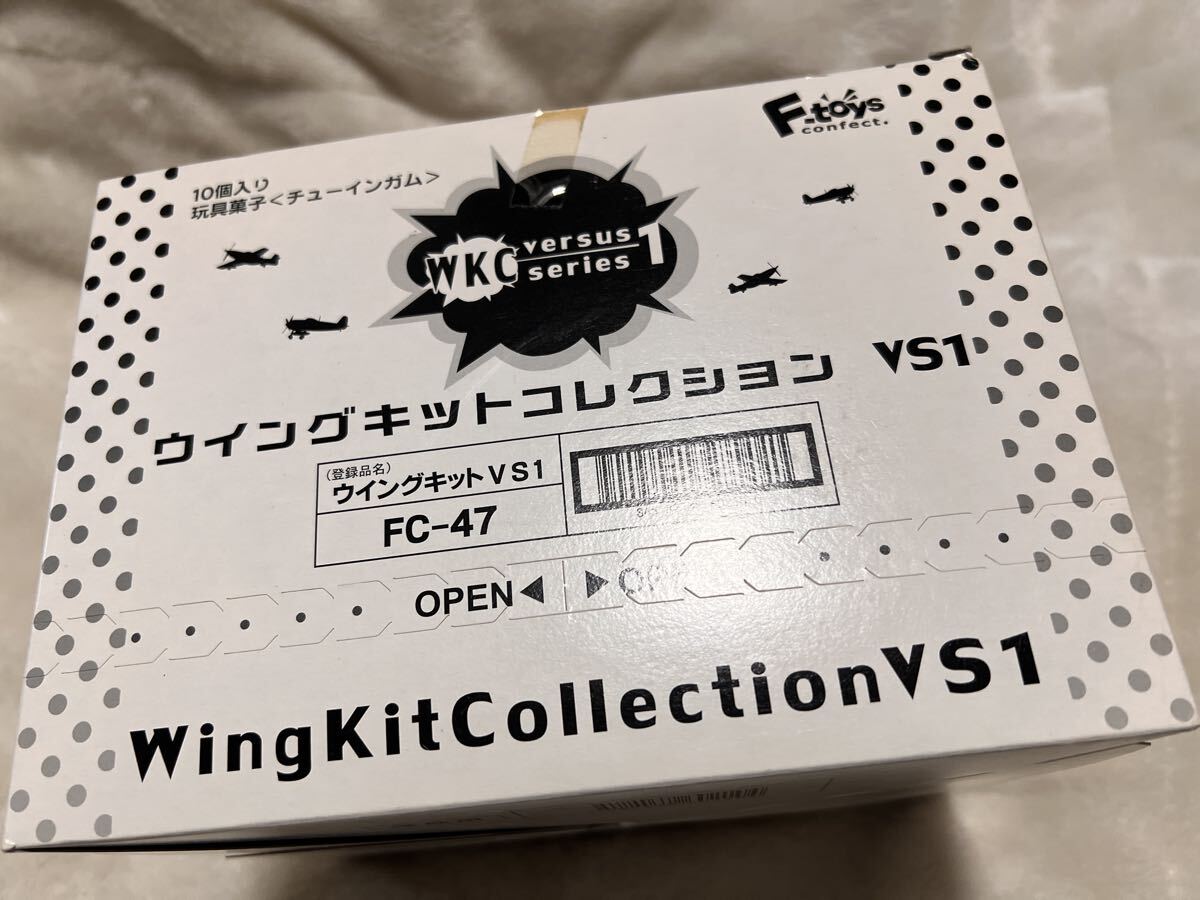 F-toys
confect.
10個入り
玩具菓子<チューインガム>
WKC versus series 1
ウイングキットコレクション VS1
(登録品名)
ウイングキットVS1
FC-47
OPEN◀ ▶
WingKitCollectionVS1